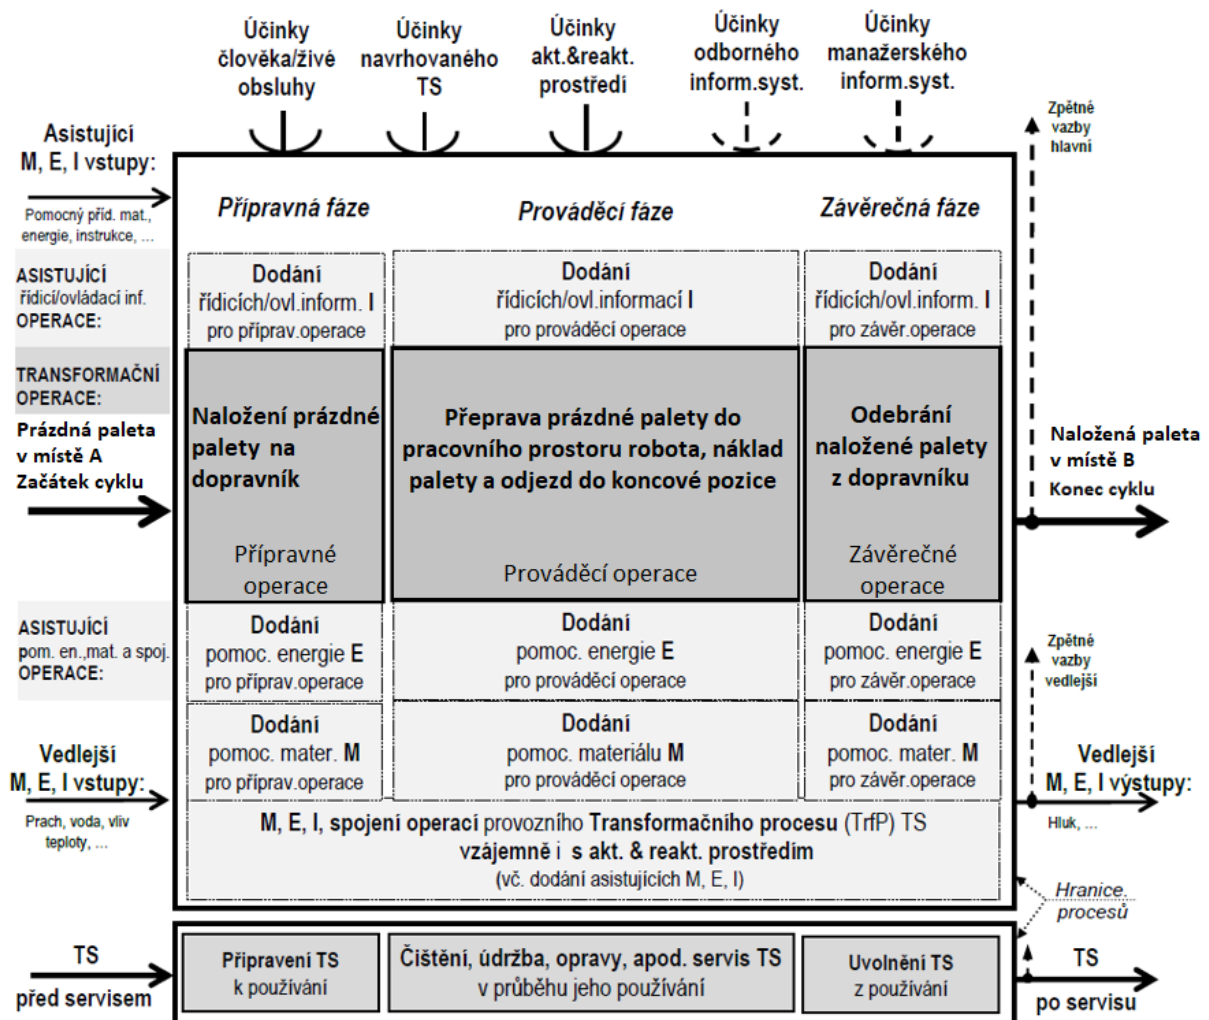 Účinky
člověka/živé
obsluhy
Účinky
navrhovaného
TS
Účinky
akt.&reakt.
prostředí
Účinky
odborného
inform.syst.
Účinky
manažerského
inform.syst.
Zpětné
vazby
hlavní
Asistující
M, E, I vstupy:
Pomocný příd. mat.,
energie, instrukce, ...
Přípravná fáze
Prováděcí fáze
Závěrečná fáze
ASISTUJÍCÍ
řídicí/ovládací inf.
OPERACE:
Dodání
řídicích/ovl.inform. I
pro příprav.operace
Dodání
řídicích/ovl.informací I
pro prováděcí operace
Dodání
řídicích/ovl.inform. I
pro závěr.operace
TRANSFORMAČNÍ
OPERACE:
Prázdná paleta
v místě A
Začátek cyklu
Naložení prázdné
palety na
dopravník
Přípravné
operace
Přeprava prázdné palety do
pracovního prostoru robota, náklad
palety a odjezd do koncové pozice
Prováděcí operace
Odebrání
naložené palety
z dopravníku
Závěrečné
operace
Naložená paleta
v místě B
Konec cyklu
ASISTUJÍCÍ
pom. en.,mat. a spoj.
OPERACE:
Dodání
pomoc. energie E
pro příprav.operace
Dodání
pomoc. energie E
pro prováděcí operace
Dodání
pomoc. energie E
pro závěr.operace
Zpětné
vazby
vedlejší
Dodání
pomoc. mater. M
pro příprav.operace
Dodání
pomoc. materiálu M
pro prováděcí operace
Dodání
pomoc. mater. M
pro závěr.operace
Vedlejší
M, E, I vstupy:
Prach, voda, vliv
teploty, ...
Vedlejší
M, E, I výstupy:
Hluk, ...
M, E, I, spojení operací provozního Transformačního procesu (TrfP) TS
vzájemně i s akt. & reakt. prostředím
(vč. dodání asistujících M, E, I)
Hranice.
procesů
TS
před servisem
Připravení TS
k používání
Čištění, údržba, opravy, apod. servis TS
v průběhu jeho používání
Uvolnění TS
z používání
TS
po servisu